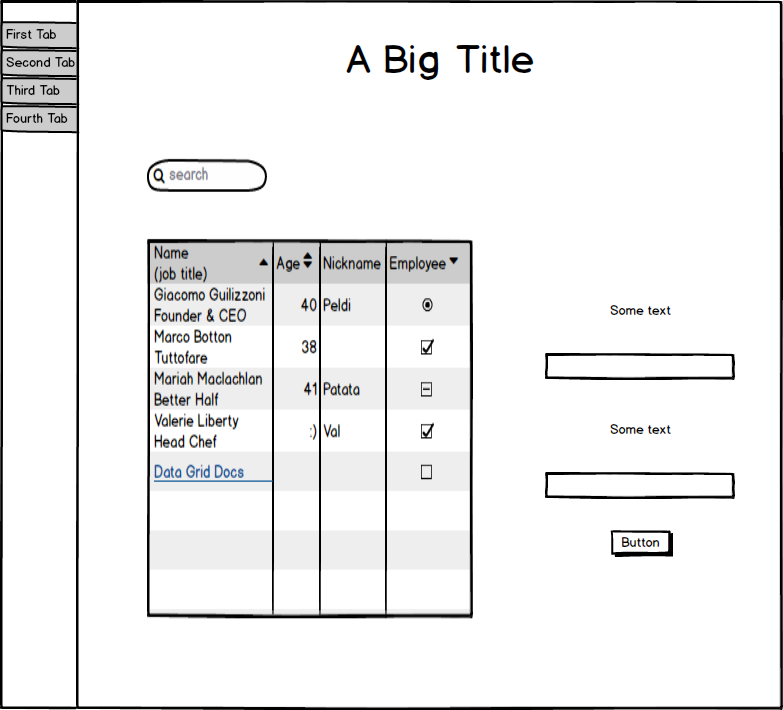 First Tab
Second Tab
Third Tab
Fourth Tab
A Big Title
search
Name
(job title)
Age
Nickname
Employee
Giacomo Guilizzoni
Founder & CEO
40
Peldi
Marco Botton
Tuttofare
38
Mariah Maclachlan
Better Half
41
Patata
Valerie Liberty
Head Chef
:)
Val
Data Grid Docs
Some text
Some text
Button